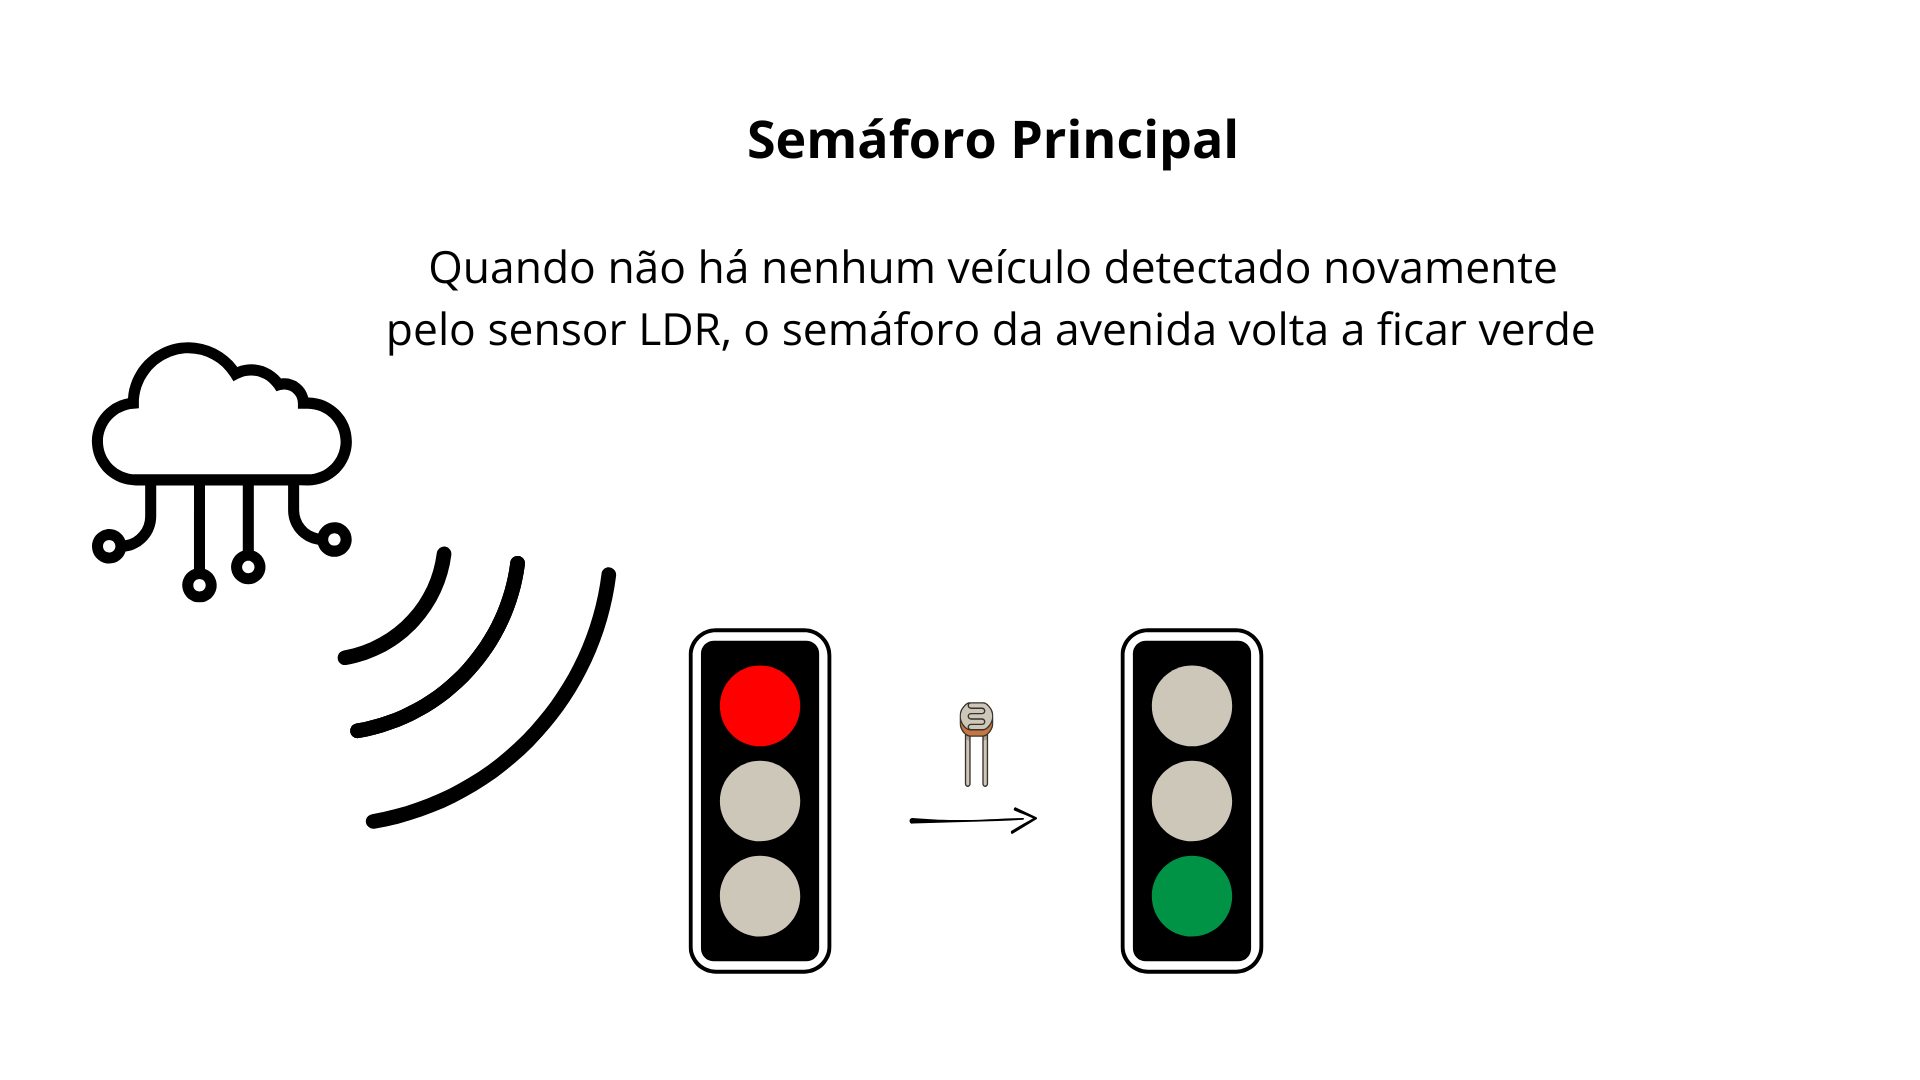 Semáforo Principal
Quando não há nenhum veículo detectado novamente
pelo sensor LDR, o semáforo da avenida volta a ficar verde